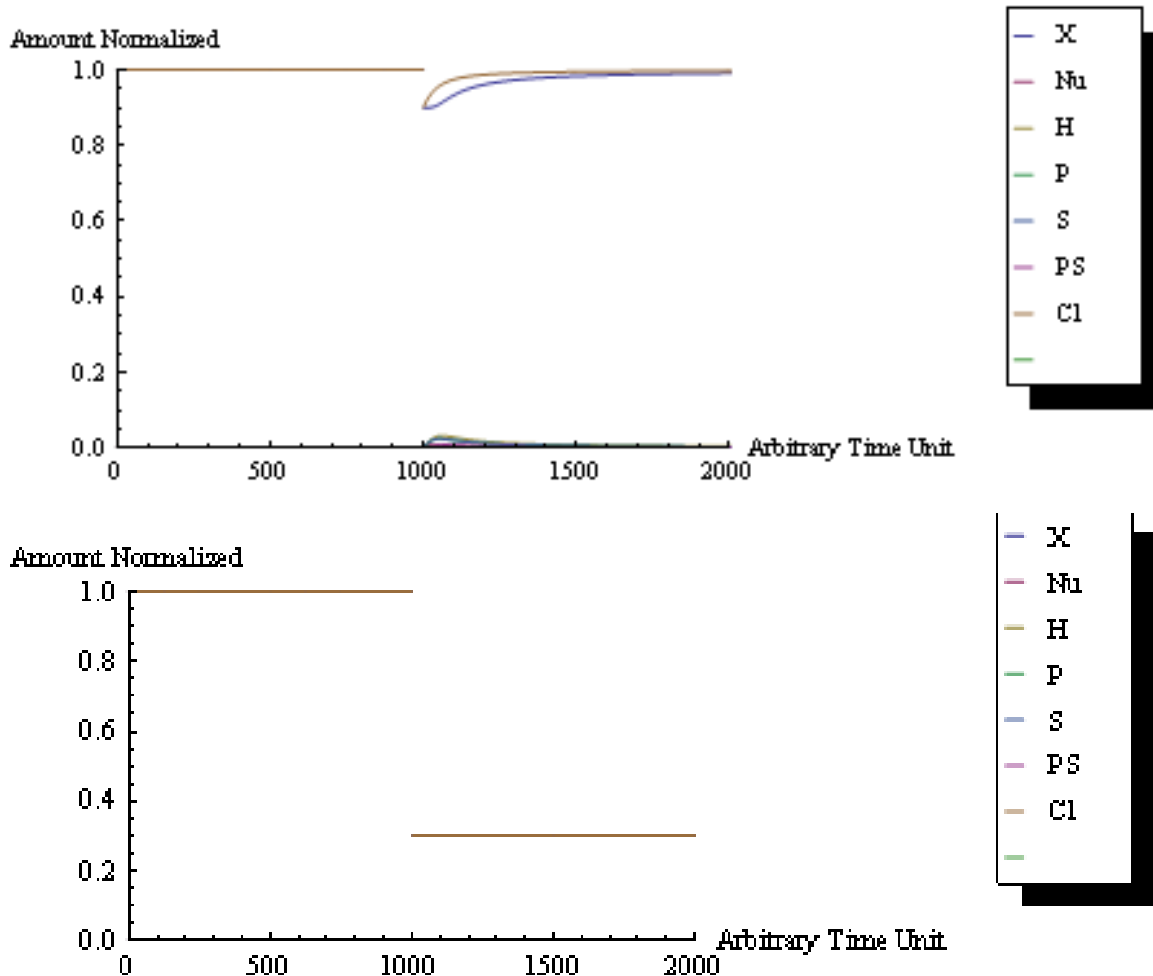 Amount Normalized
1.0
0.8
0.6
0.4
0.2
0.0
0 500 1000 1500 2000
Arbitrary Time Unit
X
Nu
H
P
S
PS
Cl
Amount Normalized
1.0
0.8
0.6
0.4
0.2
0.0
0 500 1000 1500 2000
Arbitrary Time Unit
X
Nu
H
P
S
PS
Cl